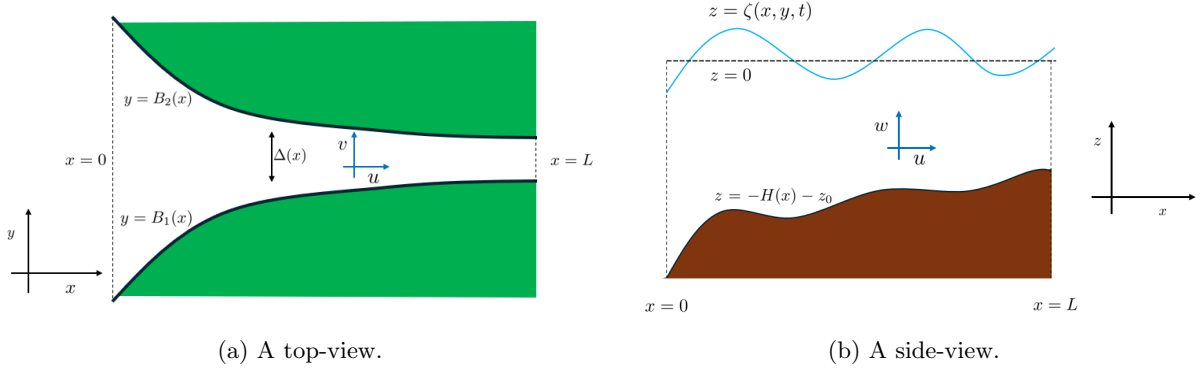 y = B₂(x)
x = 0
Δ(x)
v
u
x = L
y = B₁(x)
y
x
(a) A top-view.
z = ζ(x, y, t)
z = 0
w
u
z = −H(x) − z₀
z
x
x = 0
x = L
(b) A side-view.